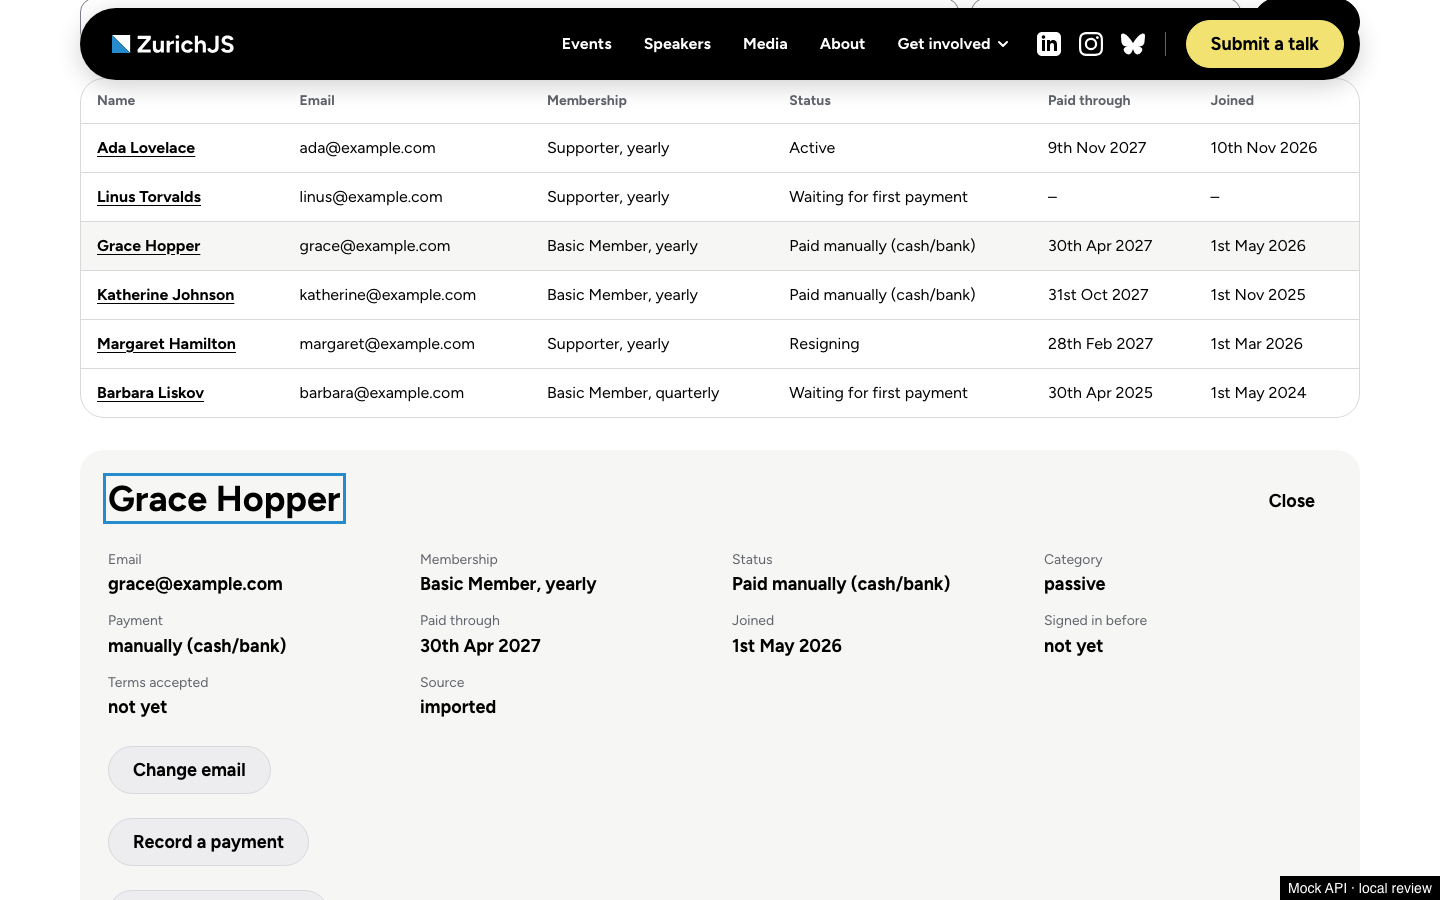 ZurichJS Events Speakers Media About Get involved Submit a talk
Name Email Membership Status Paid through Joined
Ada Lovelace ada@example.com Supporter, yearly Active 9th Nov 2027 10th Nov 2026
Linus Torvalds linus@example.com Supporter, yearly Waiting for first payment – –
Grace Hopper grace@example.com Basic Member, yearly Paid manually (cash/bank) 30th Apr 2027 1st May 2026
Katherine Johnson katherine@example.com Basic Member, yearly Paid manually (cash/bank) 31st Oct 2027 1st Nov 2025
Margaret Hamilton margaret@example.com Supporter, yearly Resigning 28th Feb 2027 1st Mar 2026
Barbara Liskov barbara@example.com Basic Member, quarterly Waiting for first payment 30th Apr 2025 1st May 2024
Grace Hopper Close
Email Membership Status Category
grace@example.com Basic Member, yearly Paid manually (cash/bank) passive
Payment Paid through Joined Signed in before
manually (cash/bank) 30th Apr 2027 1st May 2026 not yet
Terms accepted Source
not yet imported
Change email
Record a payment
Mock API · local review